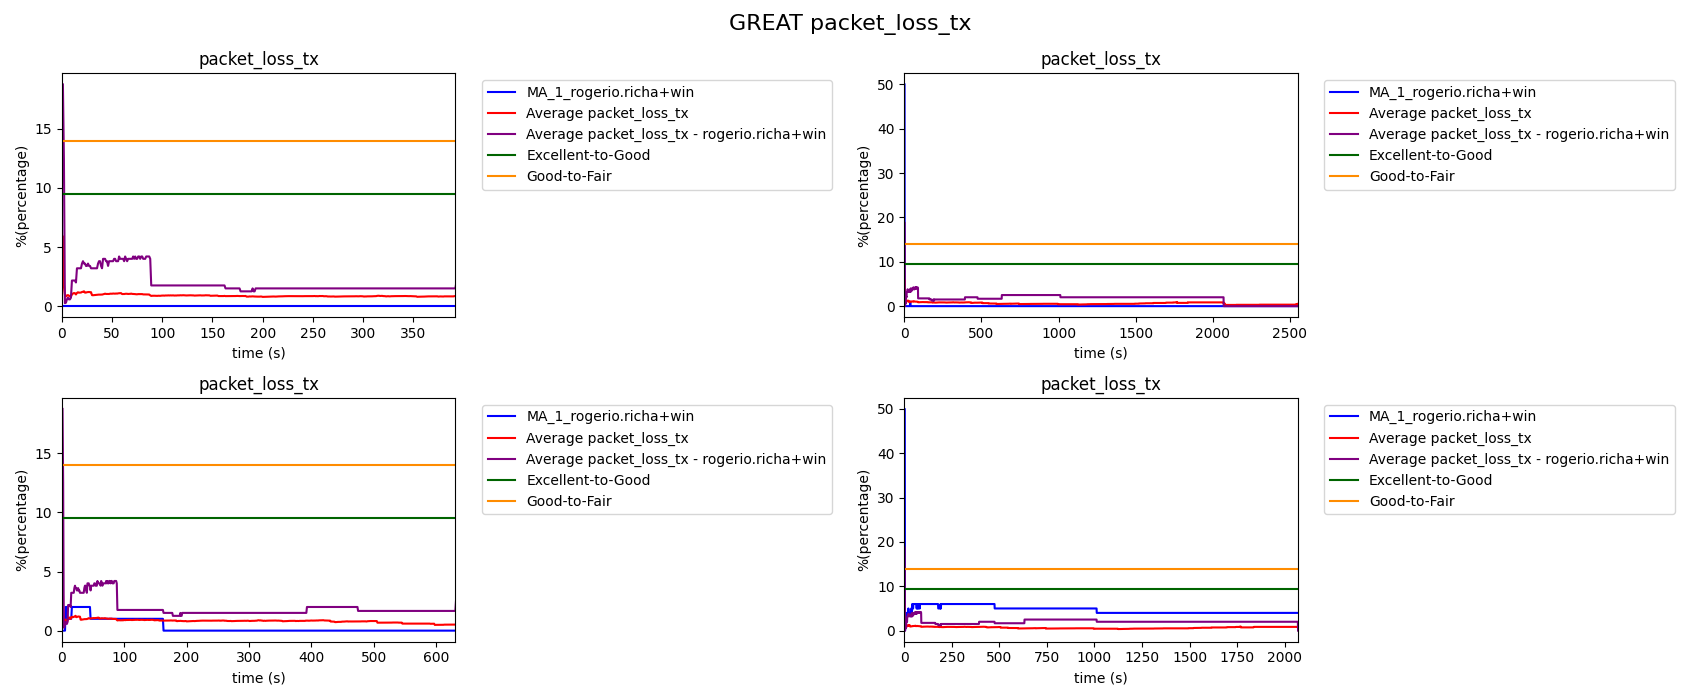 GREAT packet_loss_tx
packet_loss_tx
%(percentage)
15
10
5
0
0 50 100 150 200 250 300 350
time (s)
MA_1_rogerio.richa+win
Average packet_loss_tx
Average packet_loss_tx - rogerio.richa+win
Excellent-to-Good
Good-to-Fair
packet_loss_tx
%(percentage)
50
40
30
20
10
0
0 500 1000 1500 2000 2500
time (s)
MA_1_rogerio.richa+win
Average packet_loss_tx
Average packet_loss_tx - rogerio.richa+win
Excellent-to-Good
Good-to-Fair
packet_loss_tx
%(percentage)
15
10
5
0
0 100 200 300 400 500 600
time (s)
MA_1_rogerio.richa+win
Average packet_loss_tx
Average packet_loss_tx - rogerio.richa+win
Excellent-to-Good
Good-to-Fair
packet_loss_tx
%(percentage)
50
40
30
20
10
0
0 250 500 750 1000 1250 1500 1750 2000
time (s)
MA_1_rogerio.richa+win
Average packet_loss_tx
Average packet_loss_tx - rogerio.richa+win
Excellent-to-Good
Good-to-Fair